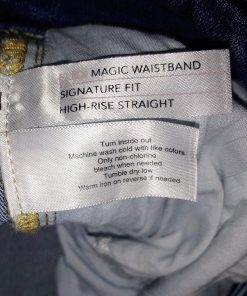 MAGIC WAISTBAND
SIGNATURE FIT
HIGH-RISE STRAIGHT
Turn inside out
Machine wash cold with like colors
Only non-chlorine
bleach when needed
Tumble dry low
Warm iron on reverse if needed